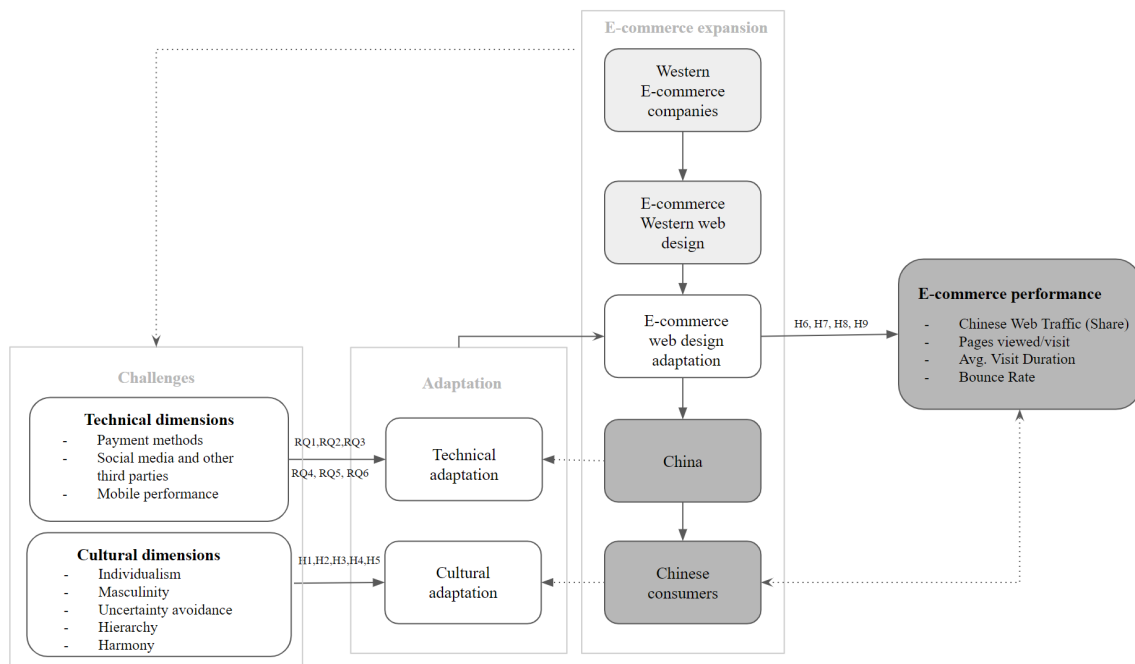 E-commerce expansion
Western
E-commerce
companies
E-commerce
Western web
design
E-commerce
web design
adaptation
H6, H7, H8, H9
E-commerce performance
- Chinese Web Traffic (Share)
- Pages viewed/visit
- Avg. Visit Duration
- Bounce Rate
Challenges
Technical dimensions
- Payment methods
- Social media and other
third parties
- Mobile performance
RQ1,RQ2,RQ3
RQ4, RQ5, RQ6
Adaptation
Technical
adaptation
China
Cultural dimensions
- Individualism
- Masculinity
- Uncertainty avoidance
- Hierarchy
- Harmony
H1,H2,H3,H4,H5
Cultural
adaptation
Chinese
consumers